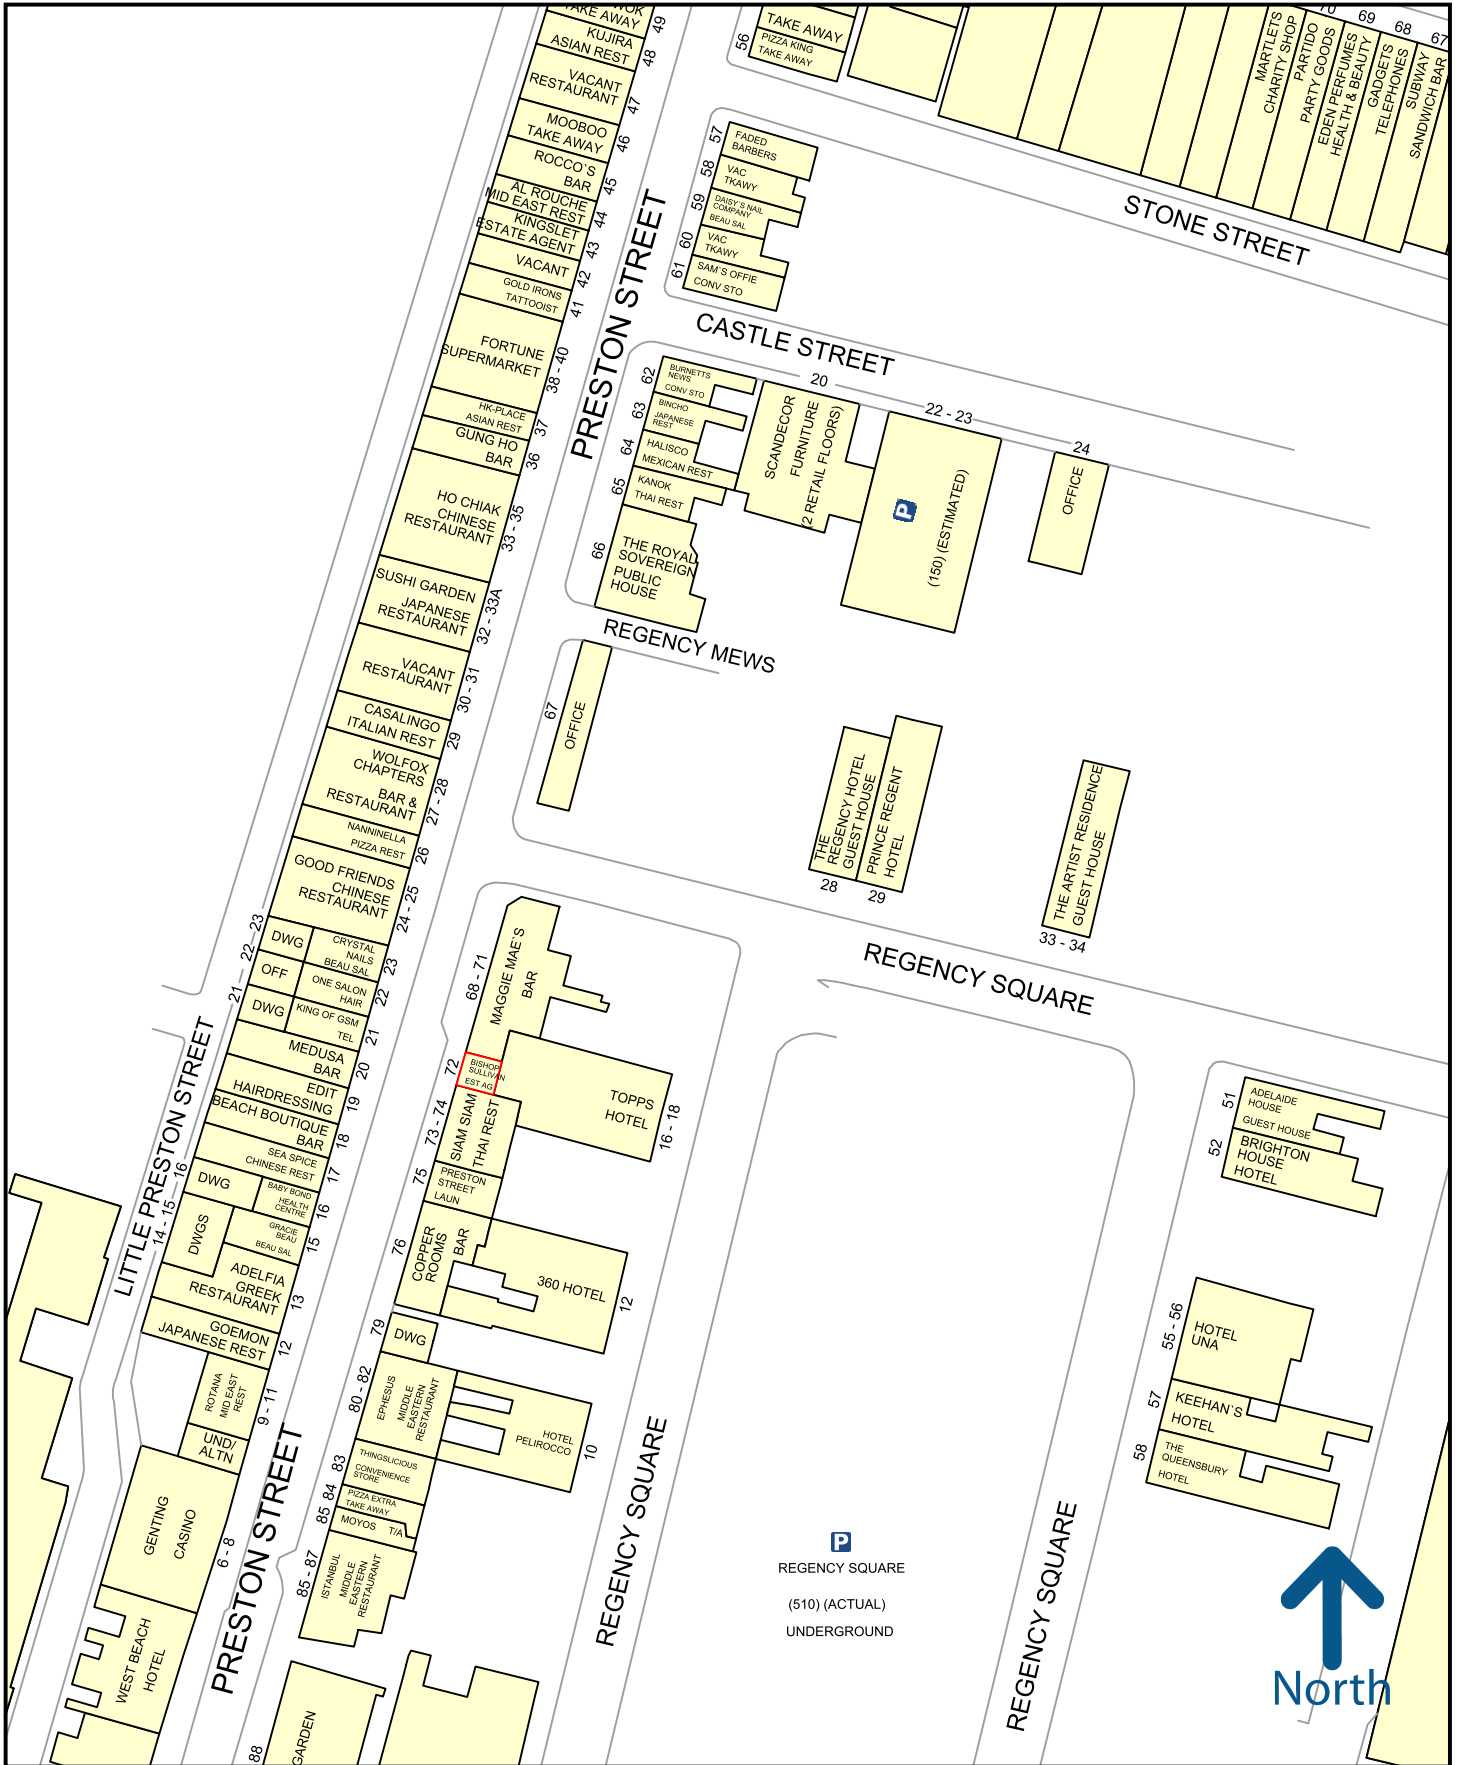 WOK
TAKE AWAY
49
KUJIRA
ASIAN REST
48
VACANT
RESTAURANT
47
MOOBOO
TAKE AWAY
46
ROCCO`S
BAR
45
AL ROUCHE
MID EAST REST
44
KINGSLET
ESTATE AGENT
43
VACANT
42
GOLD IRONS
TATTOOIST
41
FORTUNE
SUPERMARKET
38 - 40
HK-PLACE
ASIAN REST
37
GUNG HO
BAR
36
HO CHIAK
CHINESE
RESTAURANT
33 - 35
SUSHI GARDEN
JAPANESE
RESTAURANT
32 - 33A
VACANT
RESTAURANT
30 - 31
CASALINGO
ITALIAN REST
29
WOLFOX
CHAPTERS
BAR &
RESTAURANT
27 - 28
NANNINELLA
PIZZA REST
26
GOOD FRIENDS
CHINESE
RESTAURANT
24 - 25
23
DWG
CRYSTAL
NAILS
BEAU SAL
23
22
OFF
ONE SALON
HAIR
22
21
DWG
KING OF GSM
TEL
21
MEDUSA
BAR
20
EDIT
HAIRDRESSING
19
BEACH BOUTIQUE
BAR
18
SEA SPICE
CHINESE REST
17
16
DWG
BABY BOND
HEALTH
CENTRE
16
14 - 15
DWGS
GRACIE
BEAU
BEAU SAL
15
ADELFIA
GREEK
RESTAURANT
13
GOEMON
JAPANESE REST
12
ROTANA
MID EAST
REST
9 - 11
UND/
ALTN
GENTING
CASINO
6 - 8
WEST BEACH
HOTEL
LITTLE PRESTON STREET
PRESTON STREET
PRESTON STREET
TAKE AWAY
56
PIZZA KING
TAKE AWAY
MARTLETS
CHARITY SHOP
70
PARTIDO
PARTY GOODS
69
EDEN PERFUMES
HEALTH & BEAUTY
68
GADGETS
TELEPHONES
67
SUBWAY
SANDWICH BAR
STONE STREET
57
FADED
BARBERS
58
VAC
TKAWY
59
DAISY`S NAIL
COMPANY
BEAU SAL
60
VAC
TKAWY
61
SAM`S OFFIE
CONV STO
CASTLE STREET
62
BURNETTS
NEWS
CONV STO
63
BINCHO
JAPANESE
REST
64
HALISCO
MEXICAN REST
65
KANOK
THAI REST
66
THE ROYAL
SOVEREIGN
PUBLIC
HOUSE
20
SCANDECOR
FURNITURE
(2 RETAIL FLOORS)
22 - 23
P
(150) (ESTIMATED)
24
OFFICE
REGENCY MEWS
67
OFFICE
THE
REGENCY HOTEL
GUEST HOUSE
28
PRINCE REGENT
HOTEL
29
THE ARTIST RESIDENCE
GUEST HOUSE
33 - 34
REGENCY SQUARE
68 - 71
MAGGIE MAE`S
BAR
72
BISHOP
SULLIVAN
EST AG
TOPPS
HOTEL
16 - 18
73 - 74
SIAM SIAM
THAI REST
75
PRESTON
STREET
LAUN
76
COPPER
ROOMS
BAR
360 HOTEL
12
79
DWG
80 - 82
EPHESUS
MIDDLE
EASTERN
RESTAURANT
HOTEL
PELIROCCO
10
83
THINGSLICIOUS
CONVENIENCE
STORE
84
PIZZA EXTRA
TAKE AWAY
85
MOYOS T/A
85 - 87
ISTANBUL
MIDDLE
EASTERN
RESTAURANT
88
GARDEN
REGENCY SQUARE
P
REGENCY SQUARE
(510) (ACTUAL)
UNDERGROUND
REGENCY SQUARE
51
ADELAIDE
HOUSE
GUEST HOUSE
52
BRIGHTON
HOUSE
HOTEL
55 - 56
HOTEL
UNA
57
KEEHAN`S
HOTEL
58
THE
QUEENSBURY
HOTEL
North